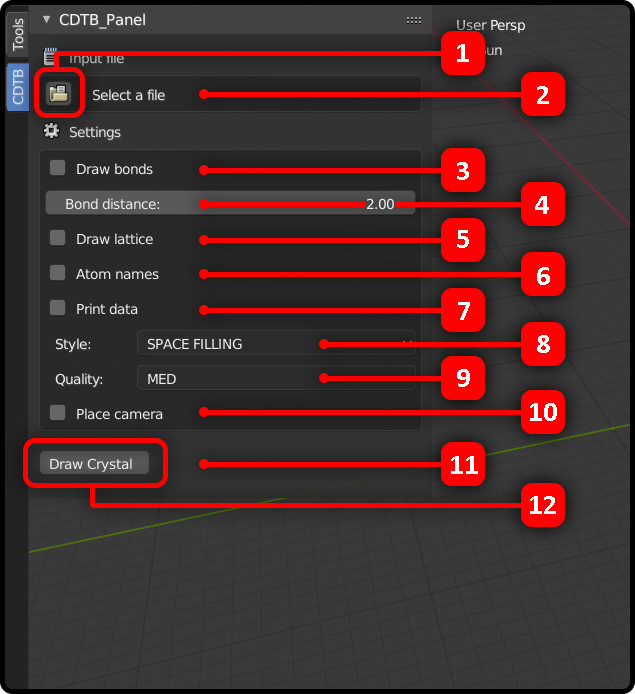 Tools
CDTB
▼ CDTB_Panel
User Persp
Input file
1
Select a file
2
Settings
Draw bonds
3
Bond distance: 2.00
4
Draw lattice
5
Atom names
6
Print data
7
Style: SPACE FILLING
8
Quality: MED
9
Place camera
10
Draw Crystal
11
12